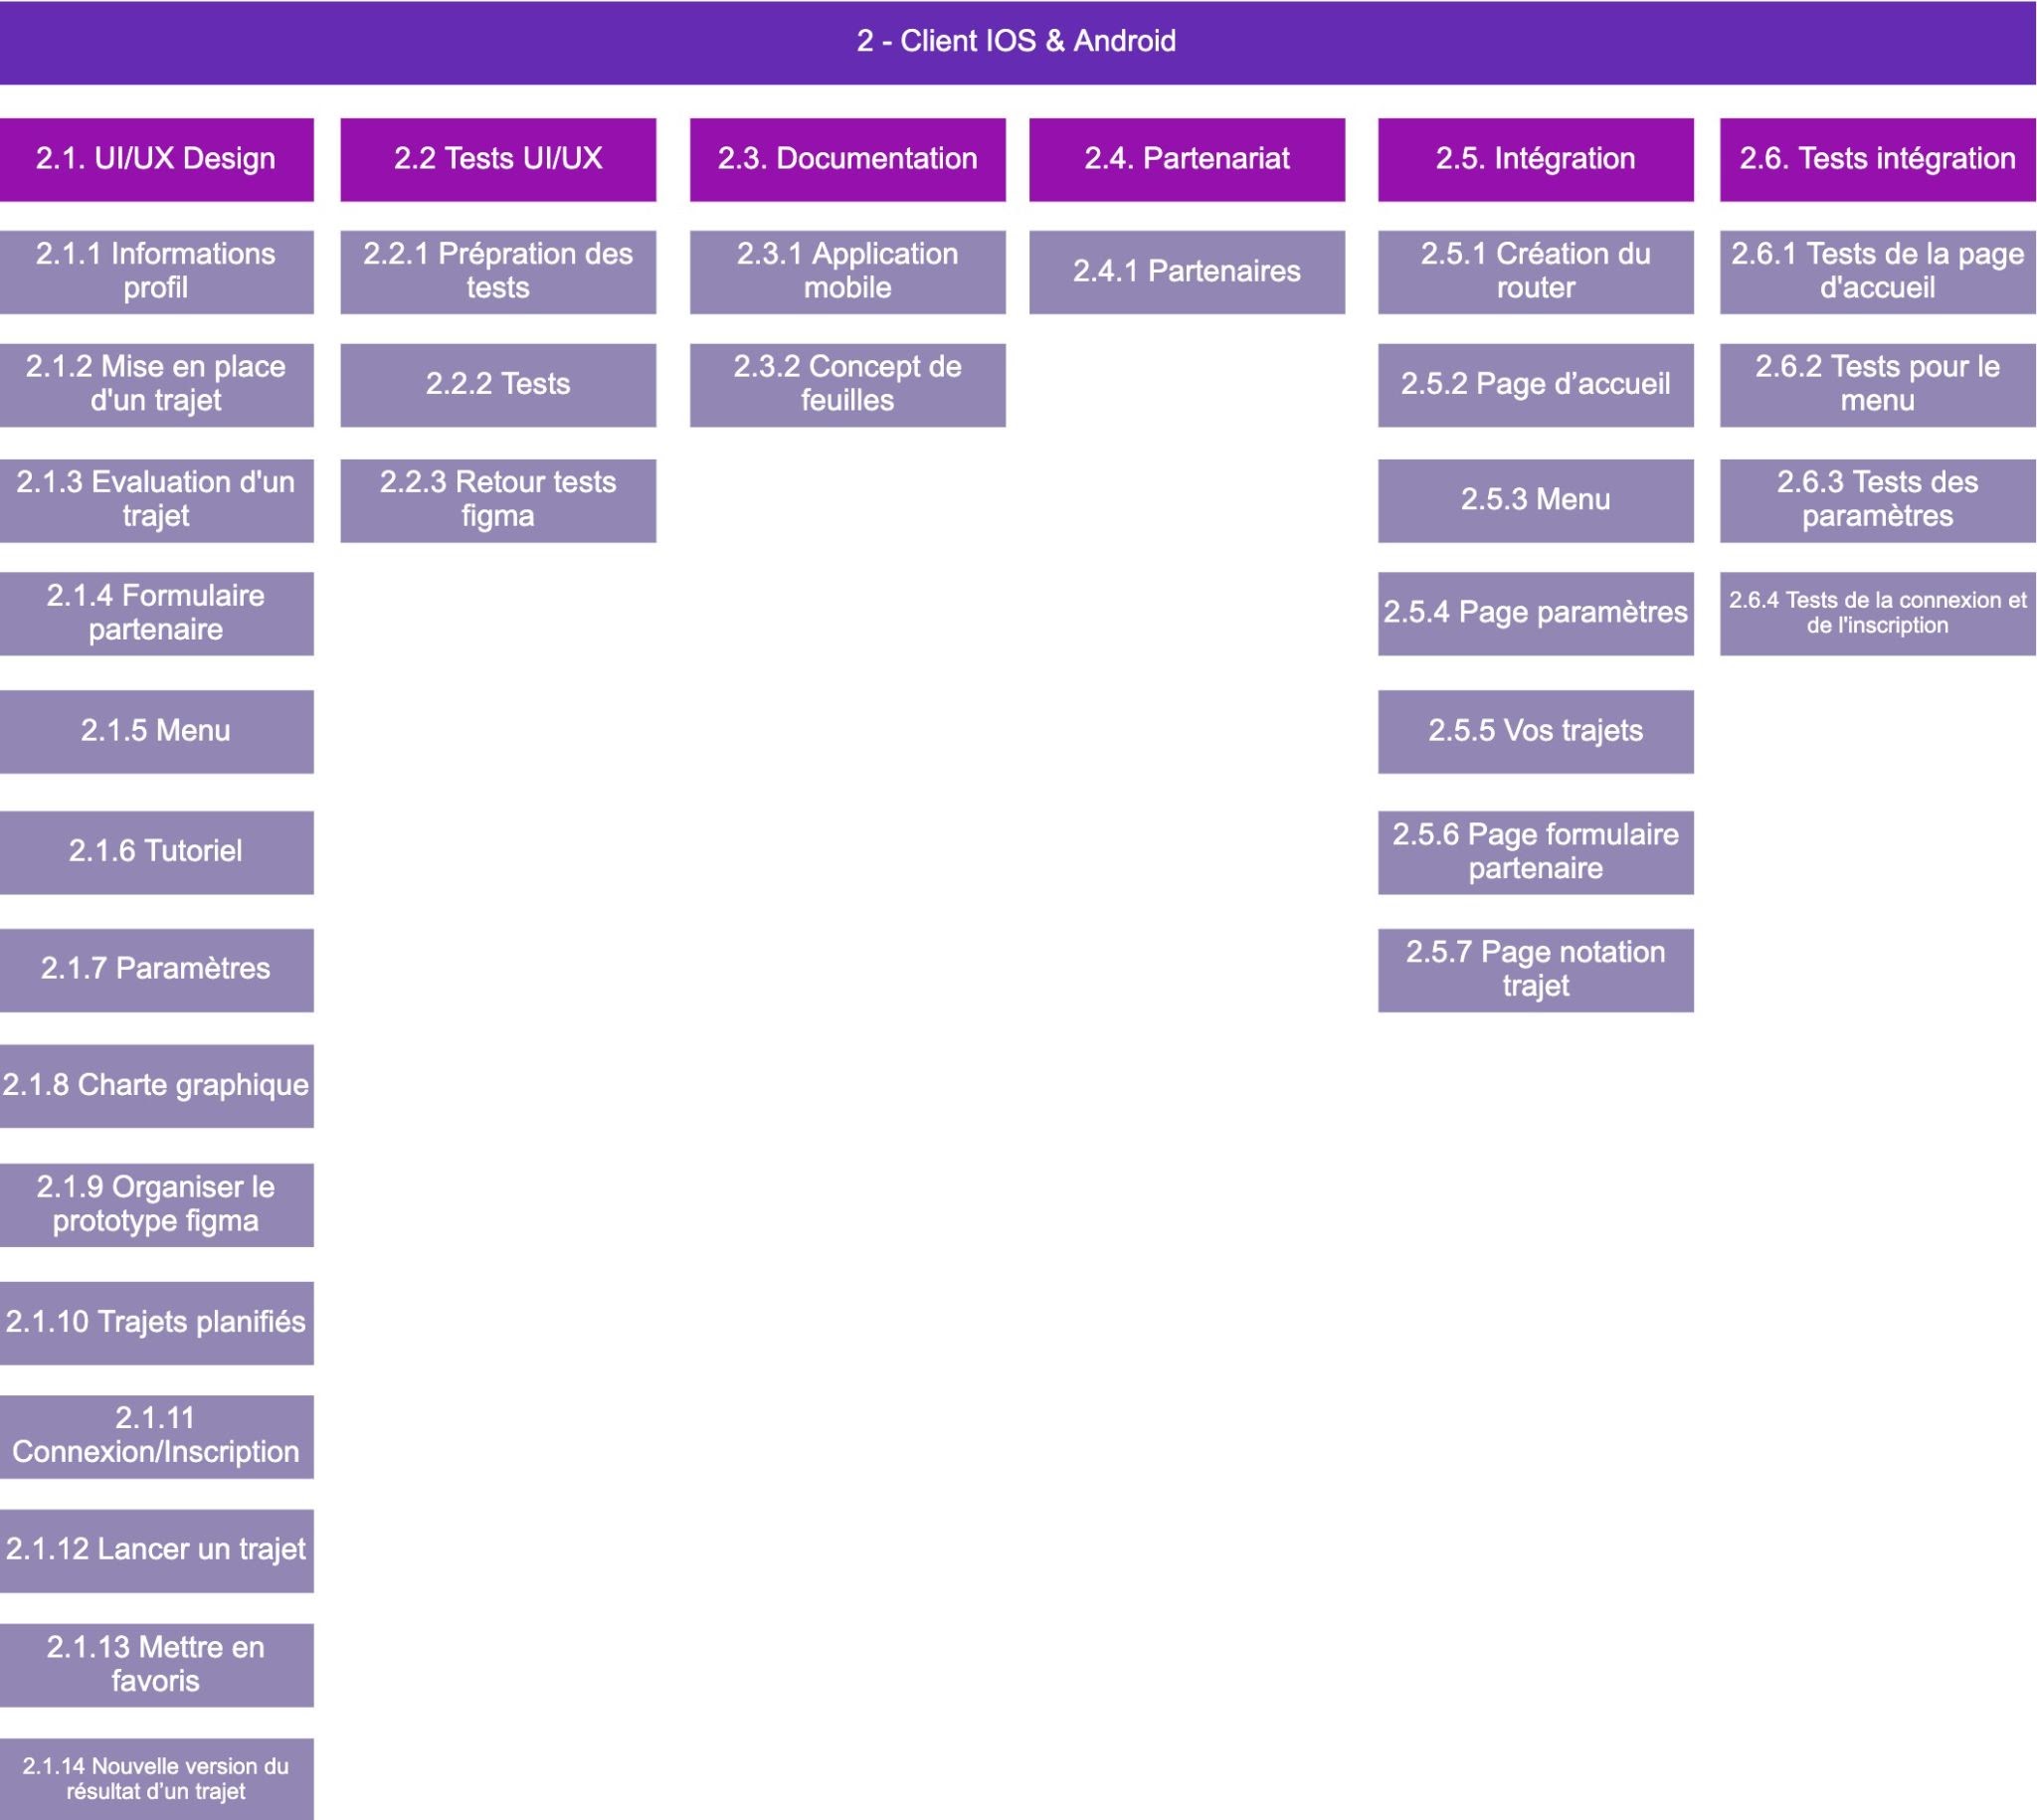 2 - Client IOS & Android
2.1. UI/UX Design
2.1.1 Informations
profil
2.1.2 Mise en place
d'un trajet
2.1.3 Evaluation d'un
trajet
2.1.4 Formulaire
partenaire
2.1.5 Menu
2.1.6 Tutoriel
2.1.7 Paramètres
2.1.8 Charte graphique
2.1.9 Organiser le
prototype figma
2.1.10 Trajets planifiés
2.1.11
Connexion/Inscription
2.1.12 Lancer un trajet
2.1.13 Mettre en
favoris
2.1.14 Nouvelle version du
résultat d’un trajet
2.2 Tests UI/UX
2.2.1 Prépration des
tests
2.2.2 Tests
2.2.3 Retour tests
figma
2.3. Documentation
2.3.1 Application
mobile
2.3.2 Concept de
feuilles
2.4. Partenariat
2.4.1 Partenaires
2.5. Intégration
2.5.1 Création du
router
2.5.2 Page d’accueil
2.5.3 Menu
2.5.4 Page paramètres
2.5.5 Vos trajets
2.5.6 Page formulaire
partenaire
2.5.7 Page notation
trajet
2.6. Tests intégration
2.6.1 Tests de la page
d'accueil
2.6.2 Tests pour le
menu
2.6.3 Tests des
paramètres
2.6.4 Tests de la connexion et
de l'inscription